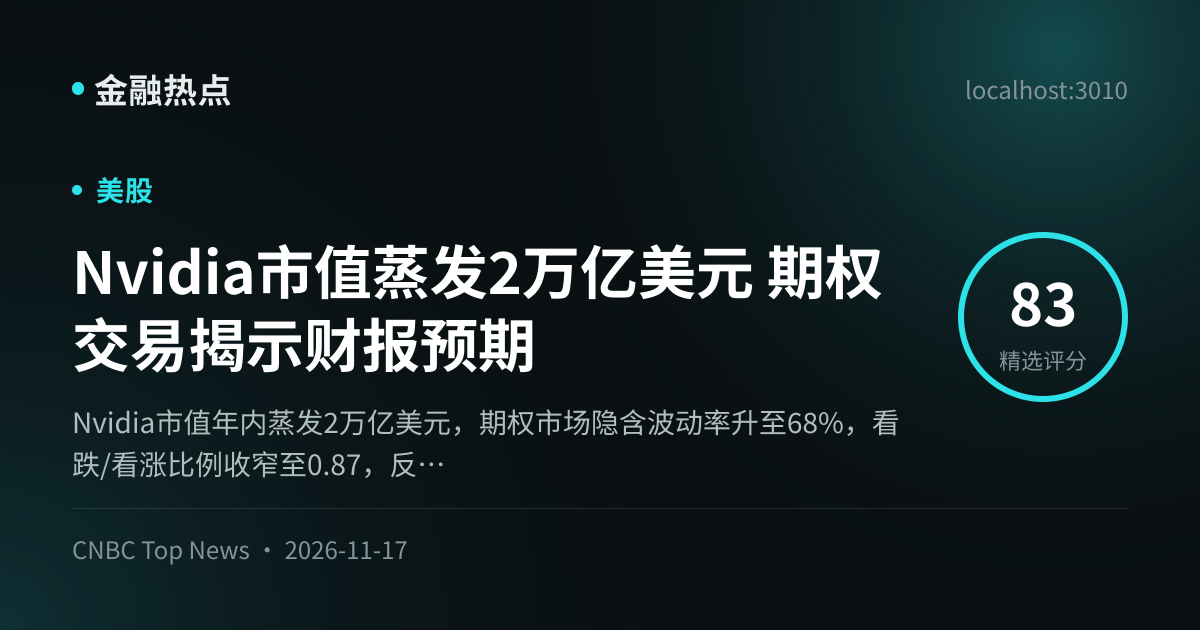 金融热点
localhost:3010
美股
Nvidia市值蒸发2万亿美元 期权
交易揭示财报预期
83
精选评分
Nvidia市值年内蒸发2万亿美元，期权市场隐含波动率升至68%，看
跌/看涨比例收窄至0.87，反…
CNBC Top News · 2026-11-17